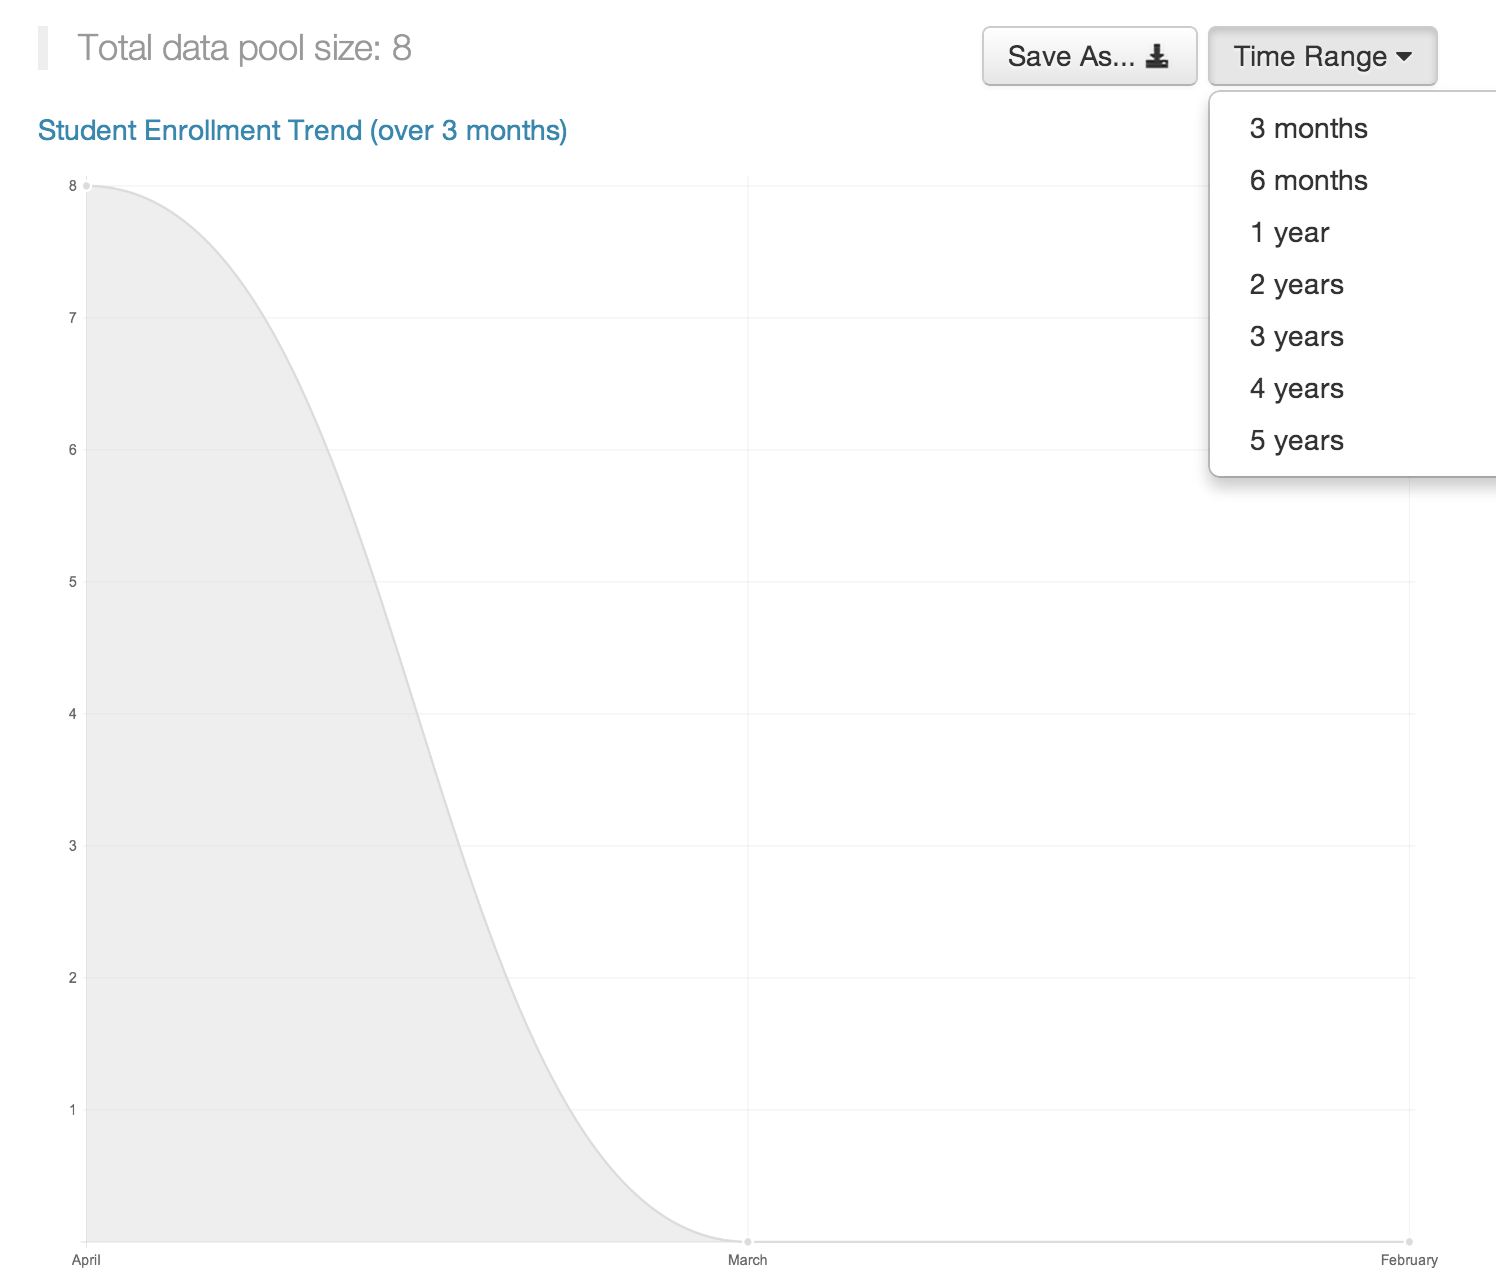 Total data pool size: 8
Save As...
Time Range
3 months
6 months
1 year
2 years
3 years
4 years
5 years
Student Enrollment Trend (over 3 months)
8
7
6
5
4
3
2
1
April March February